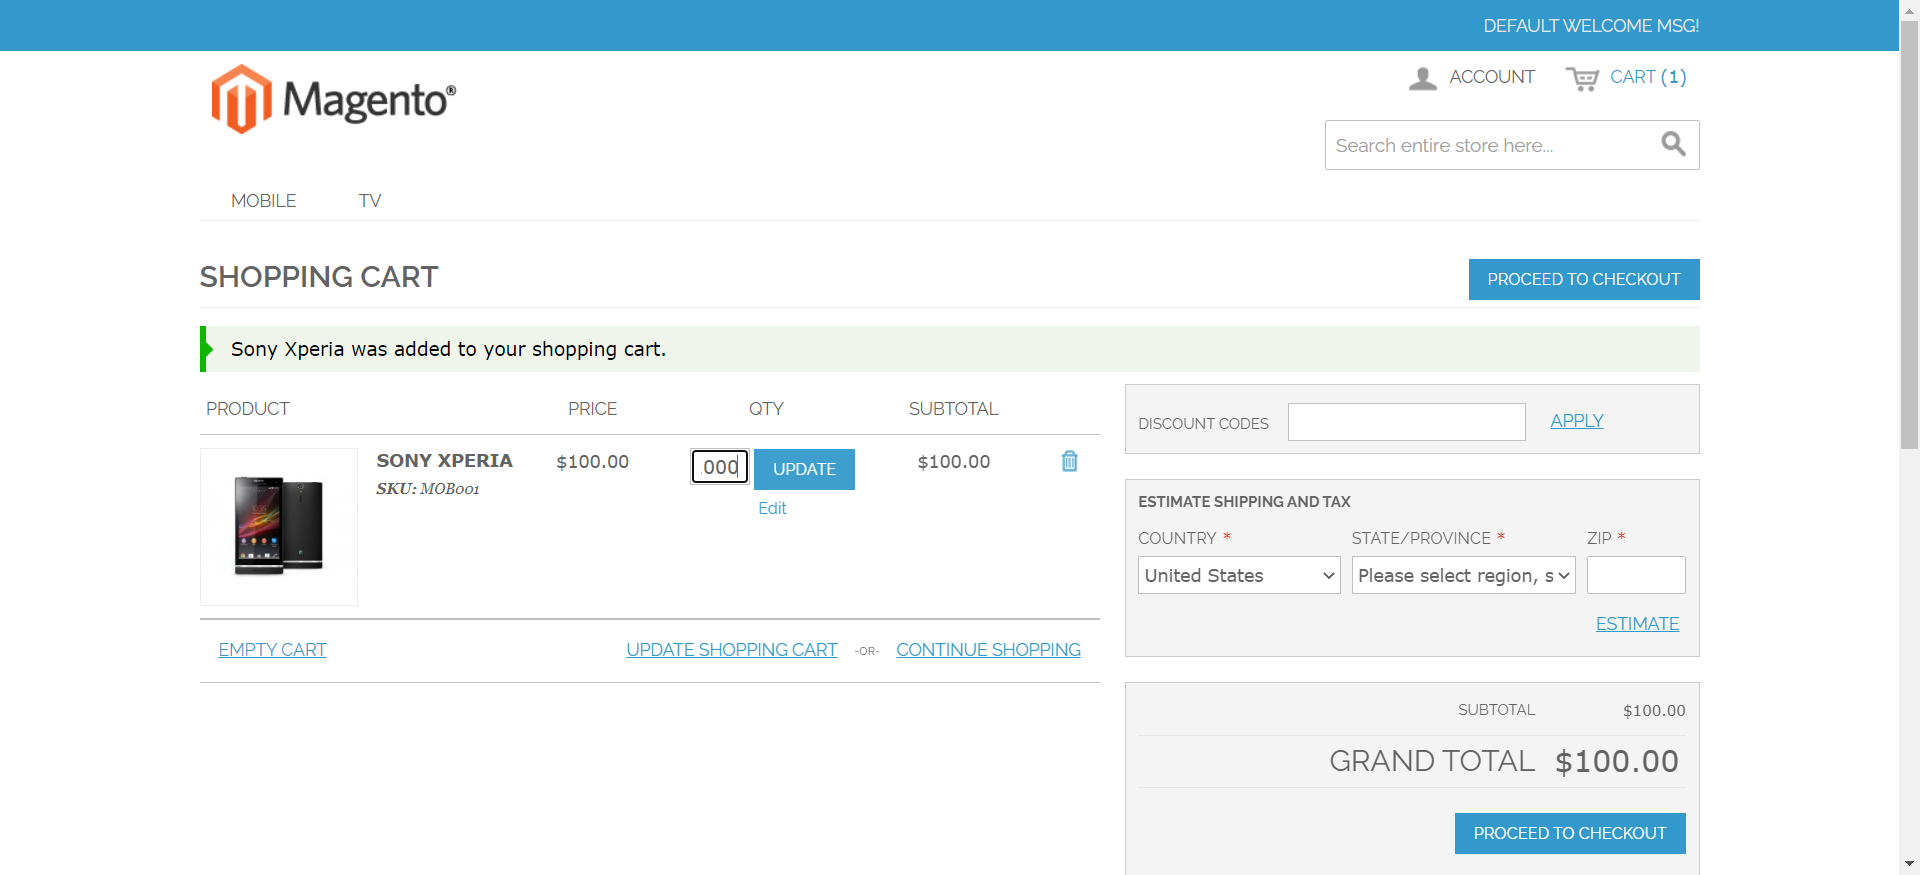 DEFAULT WELCOME MSG!
Magento®
ACCOUNT
CART (1)
Search entire store here...
MOBILE
TV
SHOPPING CART
PROCEED TO CHECKOUT
Sony Xperia was added to your shopping cart.
PRODUCT PRICE QTY SUBTOTAL
SONY XPERIA $100.00 000 UPDATE $100.00
SKU: MOB001
Edit
EMPTY CART UPDATE SHOPPING CART -OR- CONTINUE SHOPPING
DISCOUNT CODES APPLY
ESTIMATE SHIPPING AND TAX
COUNTRY * STATE/PROVINCE * ZIP *
United States Please select region, s
ESTIMATE
SUBTOTAL $100.00
GRAND TOTAL $100.00
PROCEED TO CHECKOUT